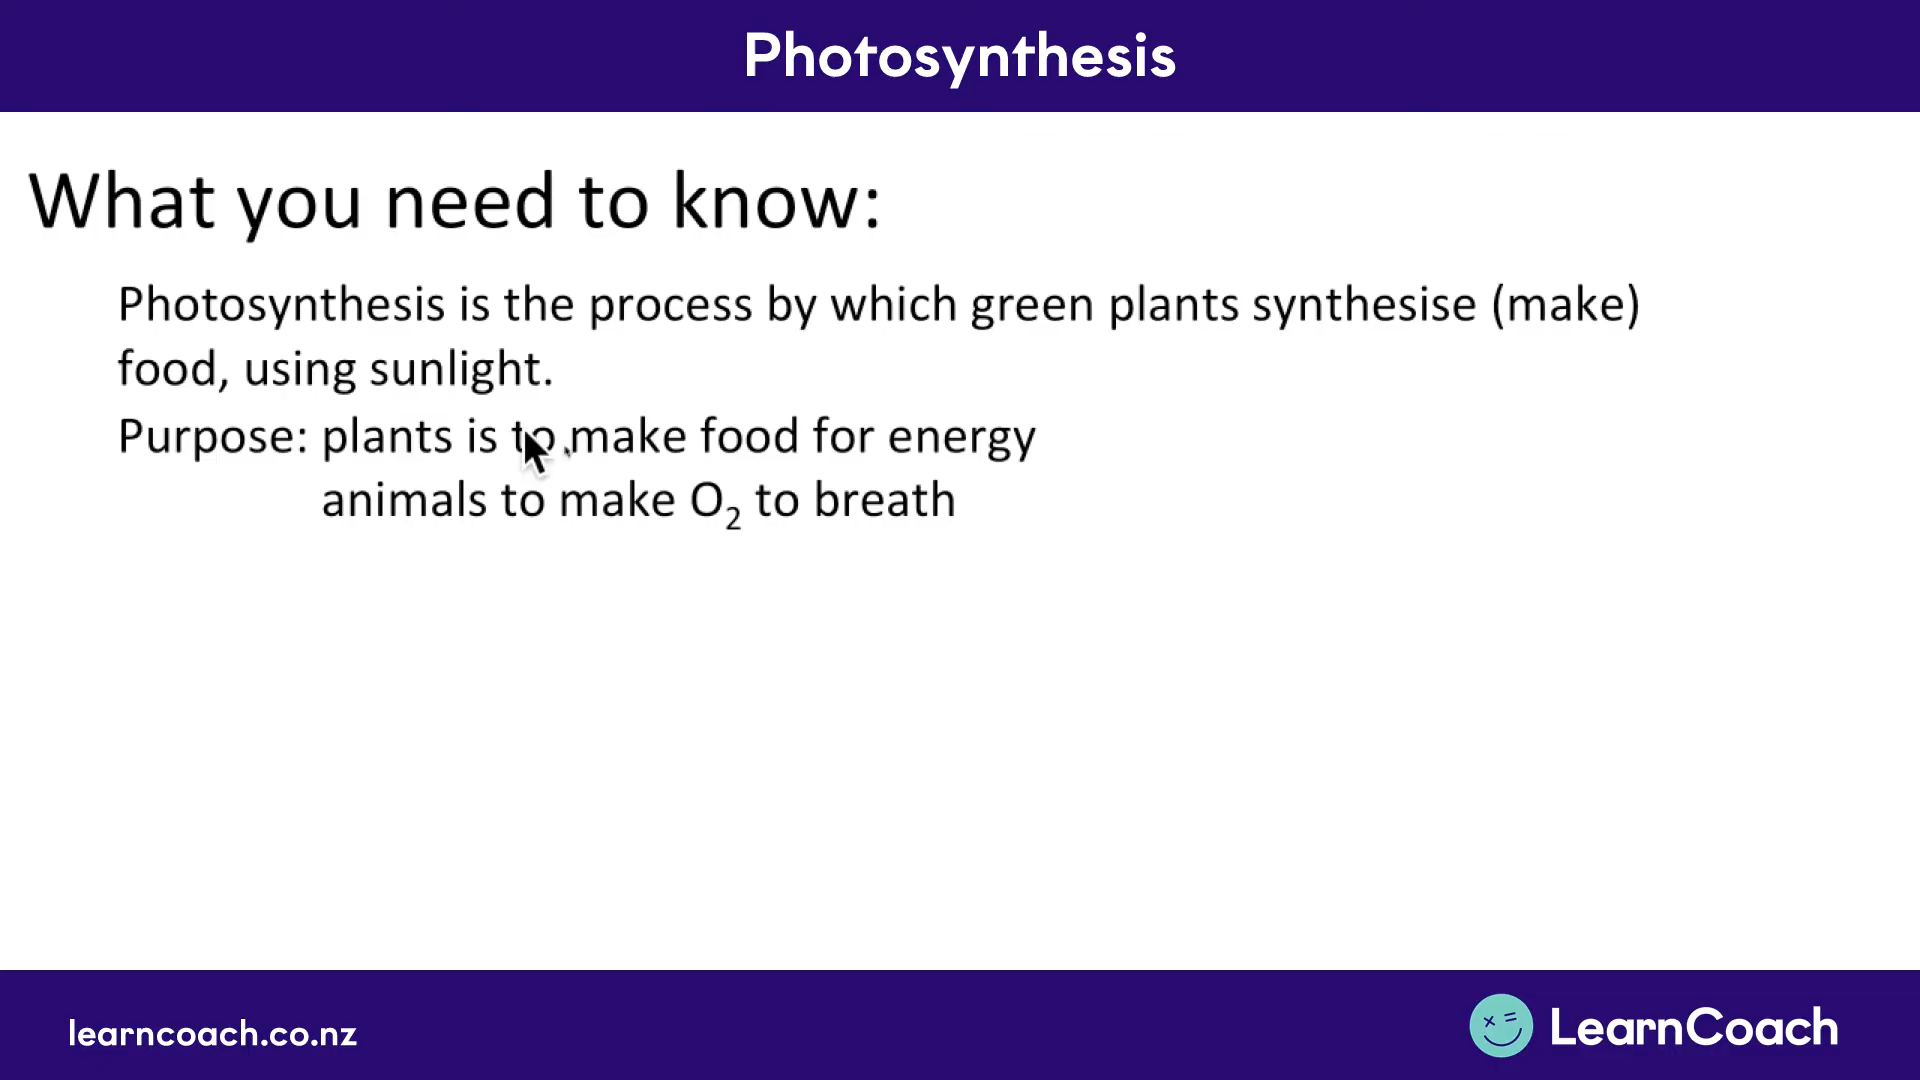 Photosynthesis
What you need to know:
Photosynthesis is the process by which green plants synthesise (make)
food, using sunlight.
Purpose: plants is to make food for energy
animals to make O₂ to breath
learncoach.co.nz
LearnCoach